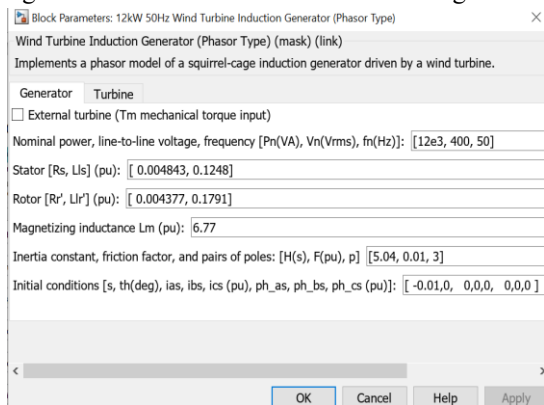 Block Parameters: 12kW 50Hz Wind Turbine Induction Generator (Phasor Type)
Wind Turbine Induction Generator (Phasor Type) (mask) (link)
Implements a phasor model of a squirrel-cage induction generator driven by a wind turbine.
Generator Turbine
External turbine (Tm mechanical torque input)
Nominal power, line-to-line voltage, frequency [Pn(VA), Vn(Vrms), fn(Hz)]: [12e3, 400, 50]
Stator [Rs, Lls] (pu): [ 0.004843, 0.1248]
Rotor [Rr', Llr'] (pu): [ 0.004377, 0.1791]
Magnetizing inductance Lm (pu): 6.77
Inertia constant, friction factor, and pairs of poles: [H(s), F(pu), p] [5.04, 0.01, 3]
Initial conditions [s, th(deg), ias, ibs, ics (pu), ph_as, ph_bs, ph_cs (pu)]: [ -0.01,0, 0,0,0, 0,0,0 ]
OK Cancel Help Apply